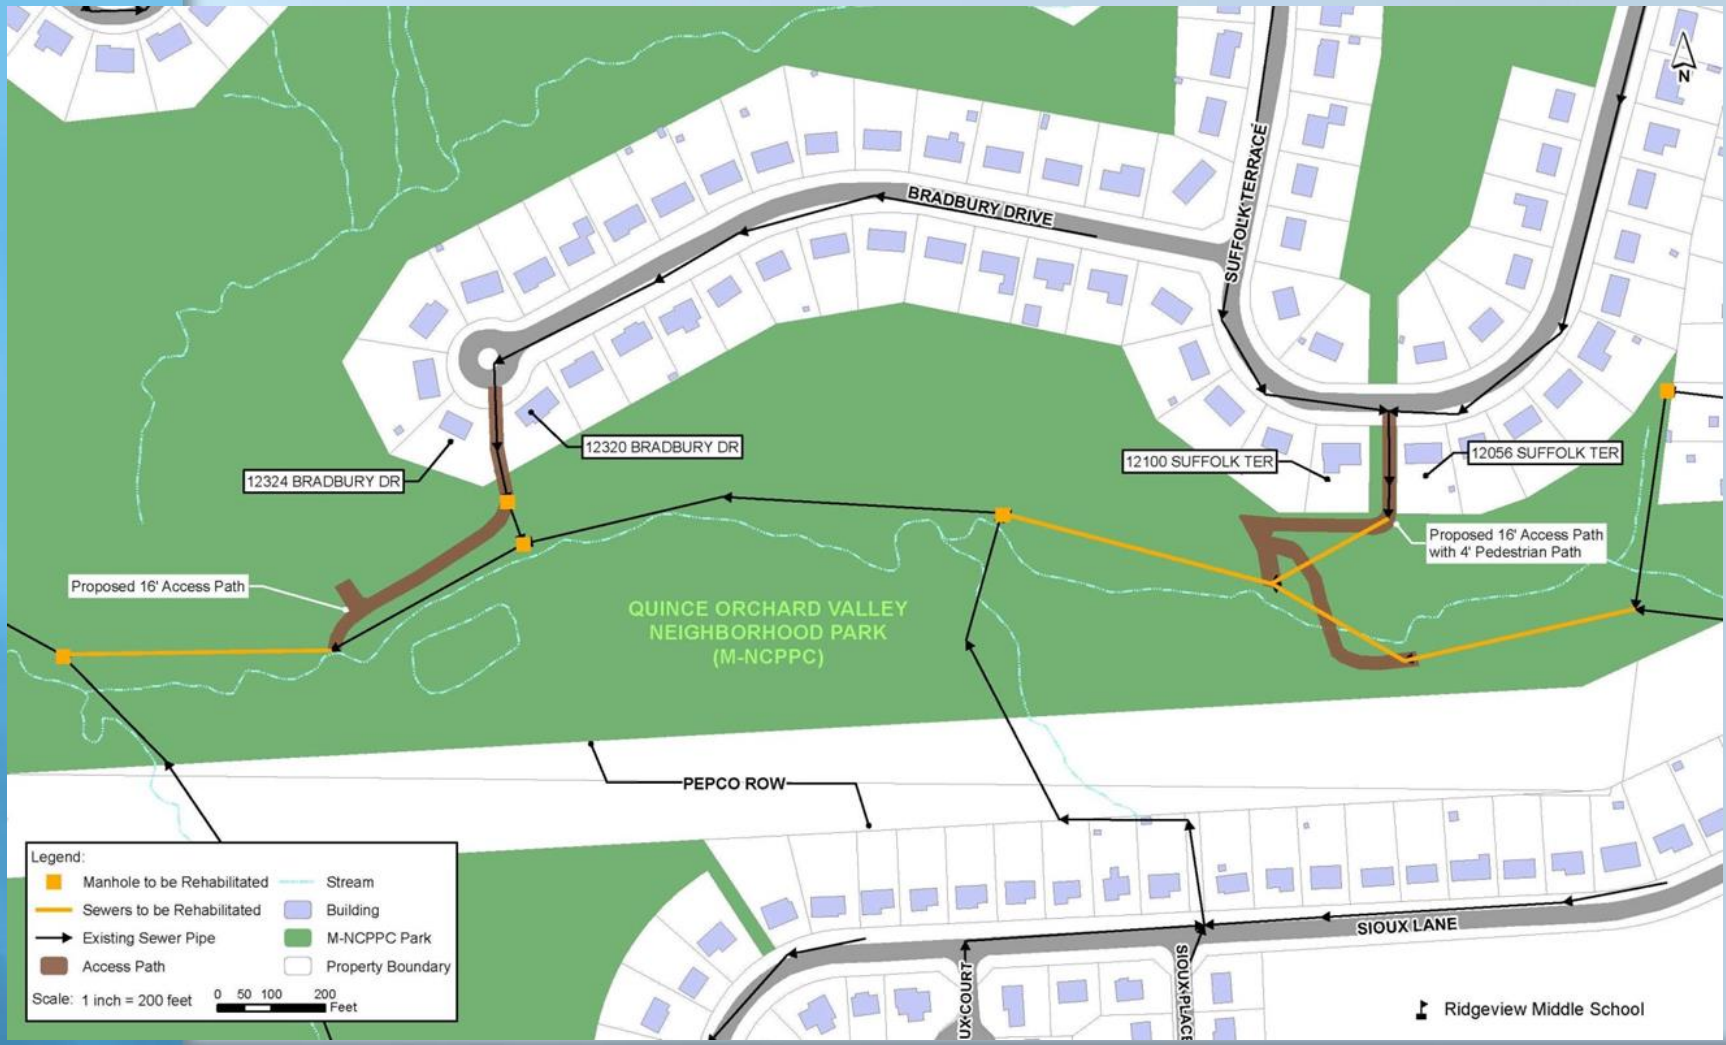 N
BRADBURY DRIVE
SUFFOLK TERRACE
12320 BRADBURY DR
12324 BRADBURY DR
12100 SUFFOLK TER
12056 SUFFOLK TER
Proposed 16' Access Path
with 4' Pedestrian Path
Proposed 16' Access Path
QUINCE ORCHARD VALLEY
NEIGHBORHOOD PARK
(M-NCPPC)
PEPCO ROW
SIOUX LANE
UX COURT
SIOUX PLACE
Ridgeview Middle School
Legend:
Manhole to be Rehabilitated
Sewers to be Rehabilitated
Existing Sewer Pipe
Access Path
Stream
Building
M-NCPPC Park
Property Boundary
Scale: 1 inch = 200 feet
0 50 100 200
Feet